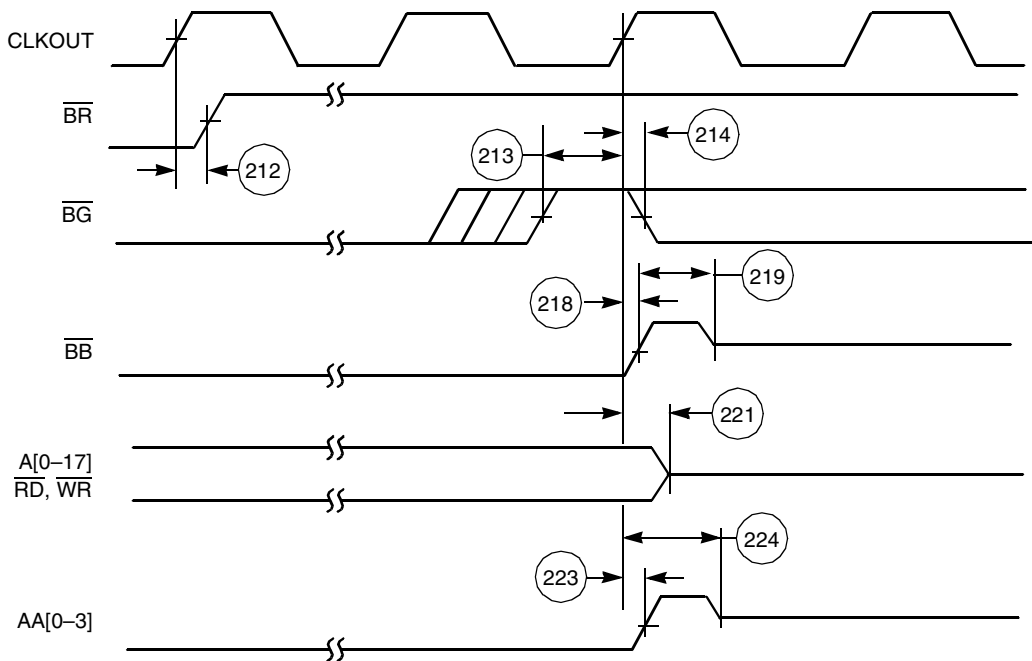 CLKOUT
BR
212
213
214
BG
218
219
BB
221
A[0–17]
RD, WR
224
223
AA[0–3]